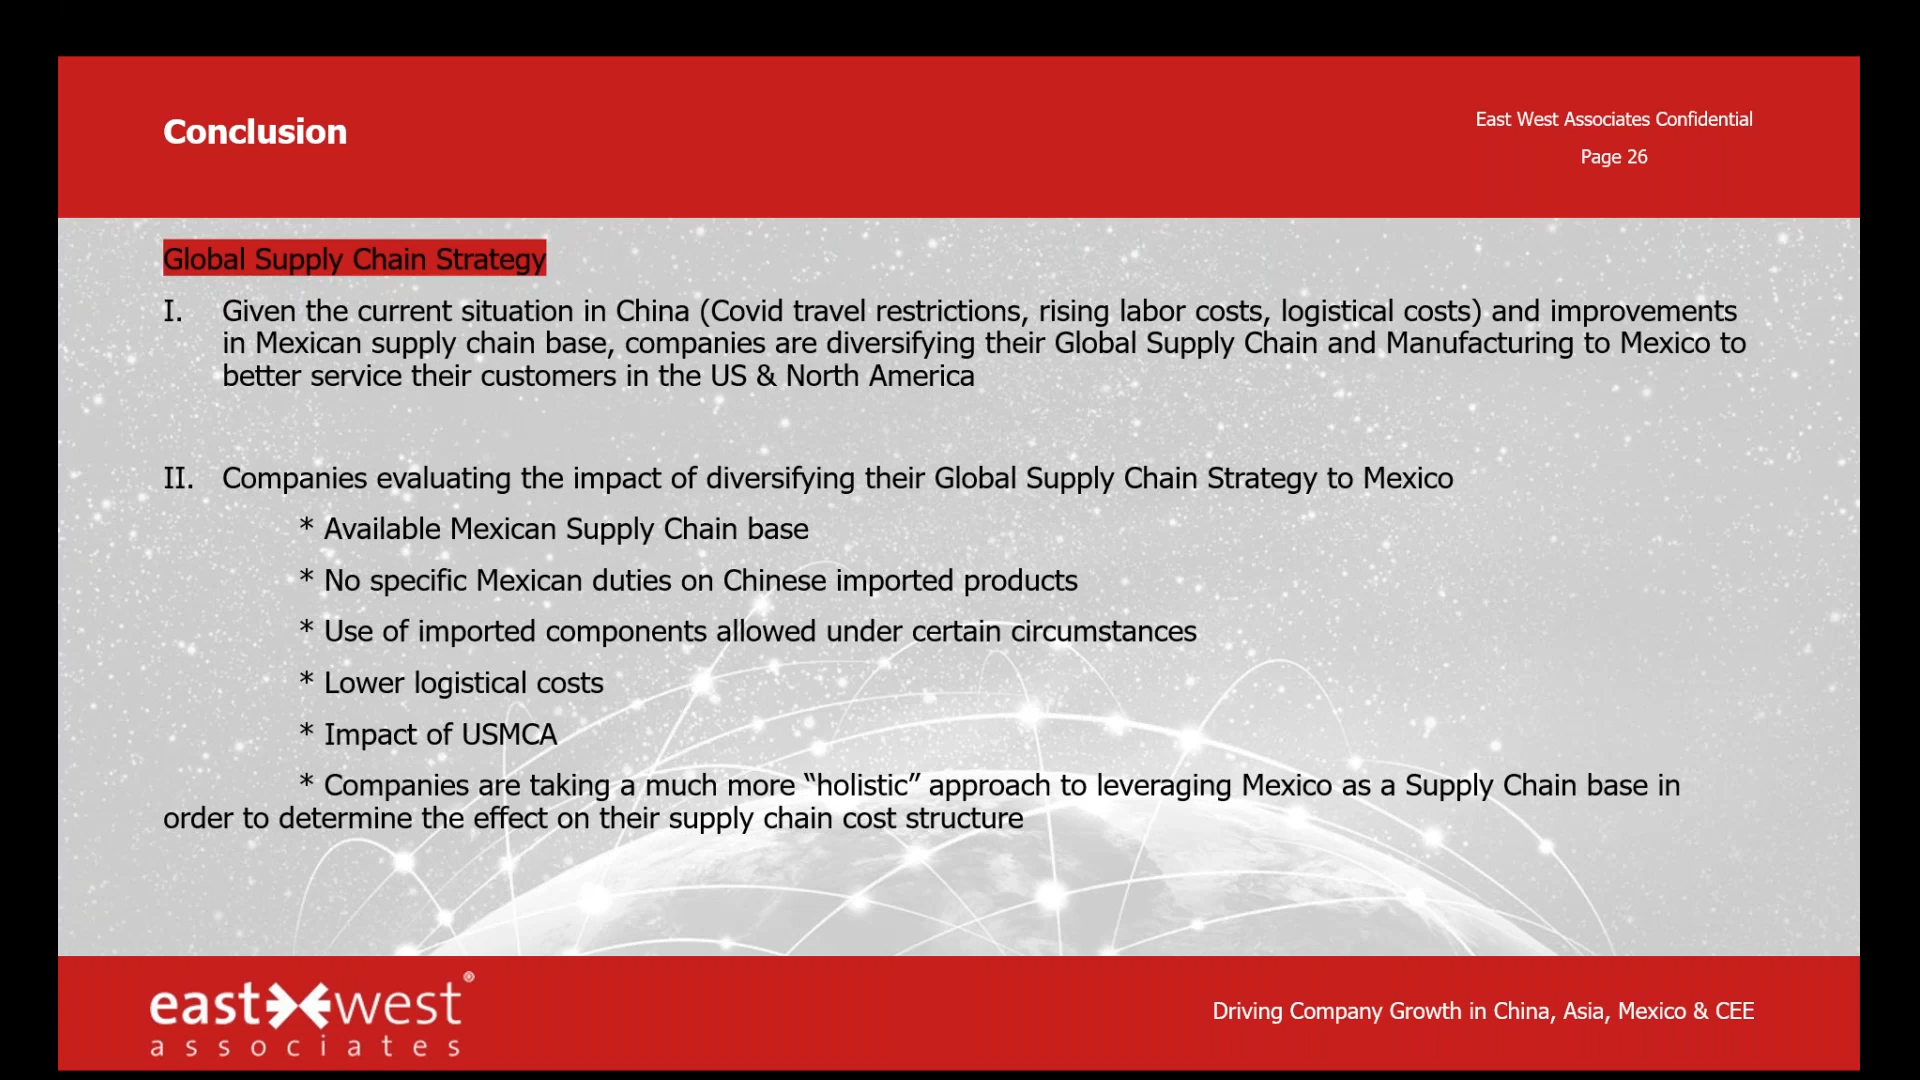 Conclusion
East West Associates Confidential
Page 26
Global Supply Chain Strategy
I. Given the current situation in China (Covid travel restrictions, rising labor costs, logistical costs) and improvements
in Mexican supply chain base, companies are diversifying their Global Supply Chain and Manufacturing to Mexico to
better service their customers in the US & North America
II. Companies evaluating the impact of diversifying their Global Supply Chain Strategy to Mexico
* Available Mexican Supply Chain base
* No specific Mexican duties on Chinese imported products
* Use of imported components allowed under certain circumstances
* Lower logistical costs
* Impact of USMCA
* Companies are taking a much more “holistic” approach to leveraging Mexico as a Supply Chain base in
order to determine the effect on their supply chain cost structure
east west®
associates
Driving Company Growth in China, Asia, Mexico & CEE